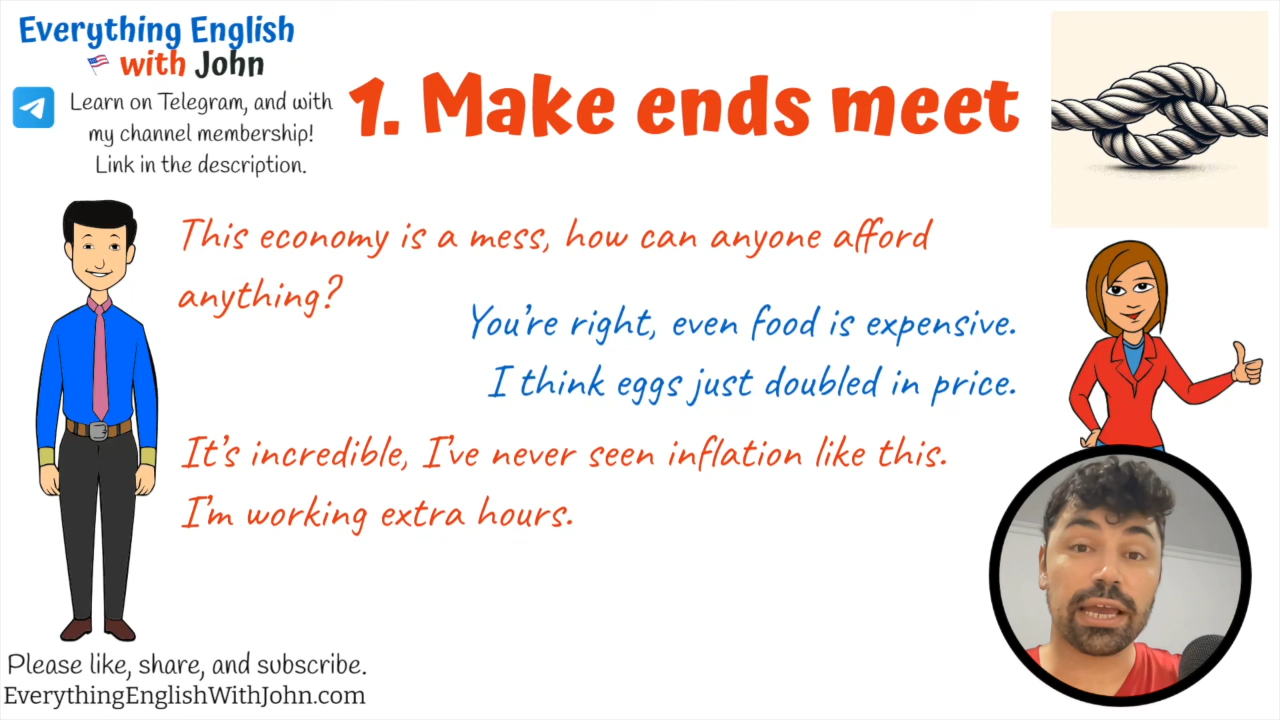 Everything English
with John
Learn on Telegram, and with
my channel membership!
Link in the description.
1. Make ends meet
This economy is a mess, how can anyone afford
anything?
You're right, even food is expensive.
I think eggs just doubled in price.
It's incredible, I've never seen inflation like this.
I'm working extra hours.
Please like, share, and subscribe.
EverythingEnglishWithJohn.com